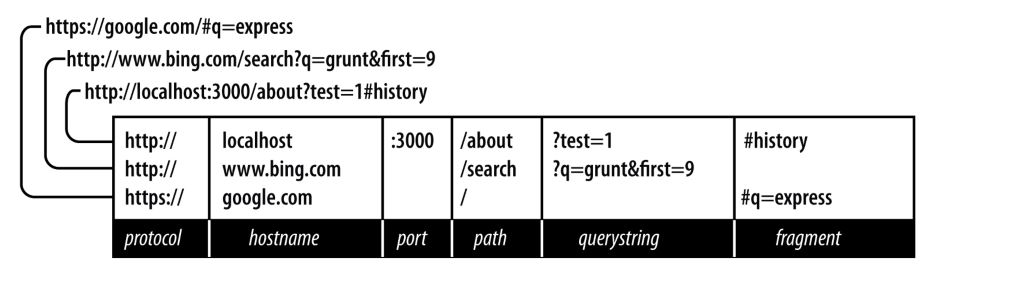 https://google.com/#q=express
http://www.bing.com/search?q=grunt&first=9
http://localhost:3000/about?test=1#history
http:// localhost :3000 /about ?test=1 #history
http:// www.bing.com /search ?q=grunt&first=9
https:// google.com / #q=express
protocol hostname port path querystring fragment